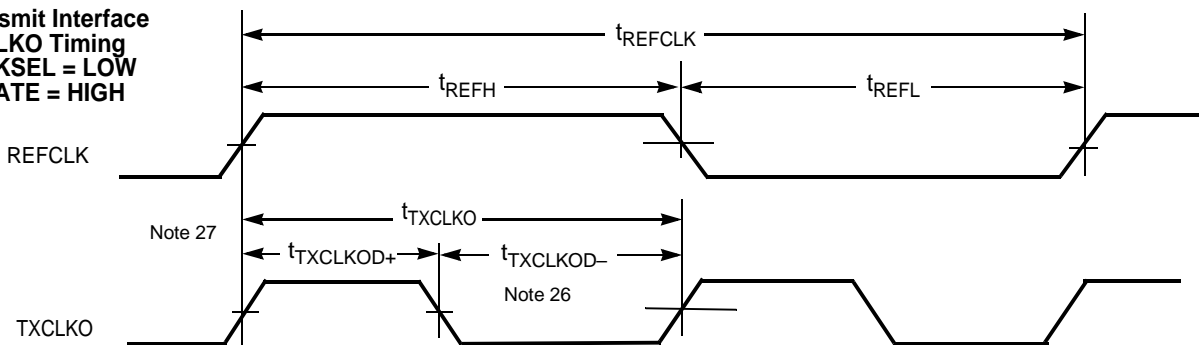 smit Interface
LKO Timing
KSEL = LOW
ATE = HIGH
tREFCLK
tREFH
tREFL
REFCLK
Note 27
tTXCLKO
tTXCLKOD+
tTXCLKOD–
Note 26
TXCLKO